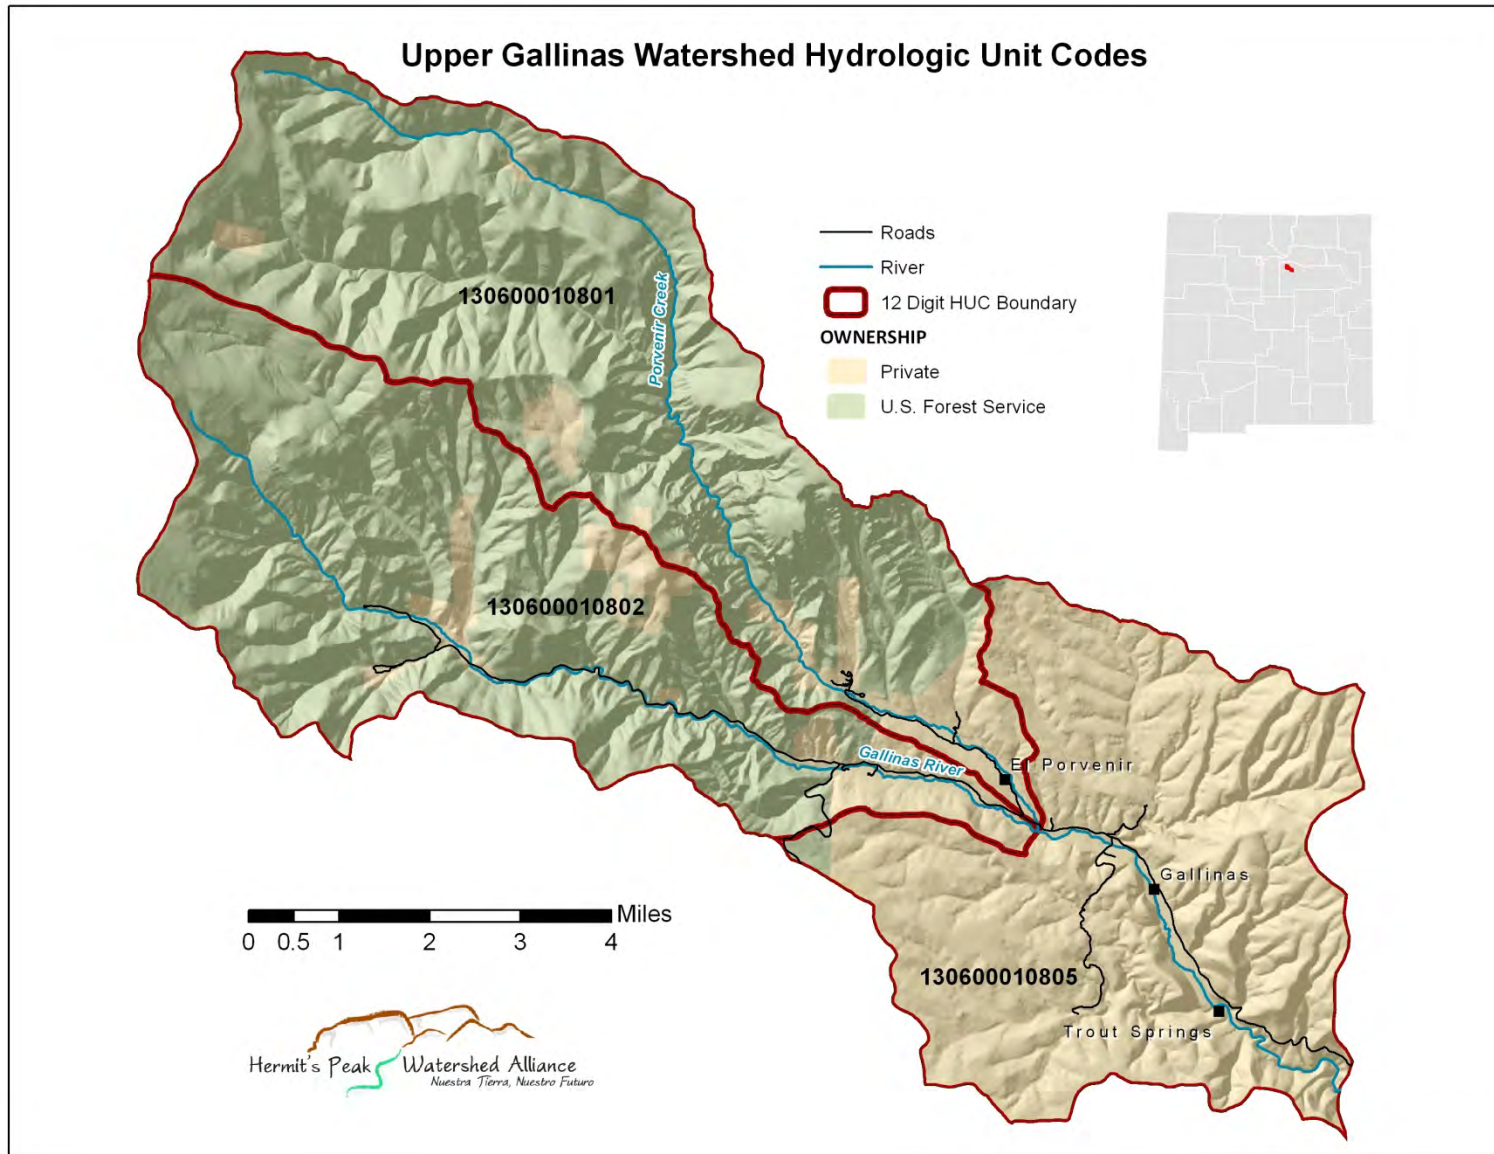 Upper Gallinas Watershed Hydrologic Unit Codes
Roads
River
12 Digit HUC Boundary
OWNERSHIP
Private
U.S. Forest Service
130600010801
Porvenir Creek
130600010802
Gallinas River
El Porvenir
Gallinas
130600010805
Trout Springs
Miles
0 0.5 1 2 3 4
Hermit's Peak Watershed Alliance
Nuestra Tierra, Nuestro Futuro